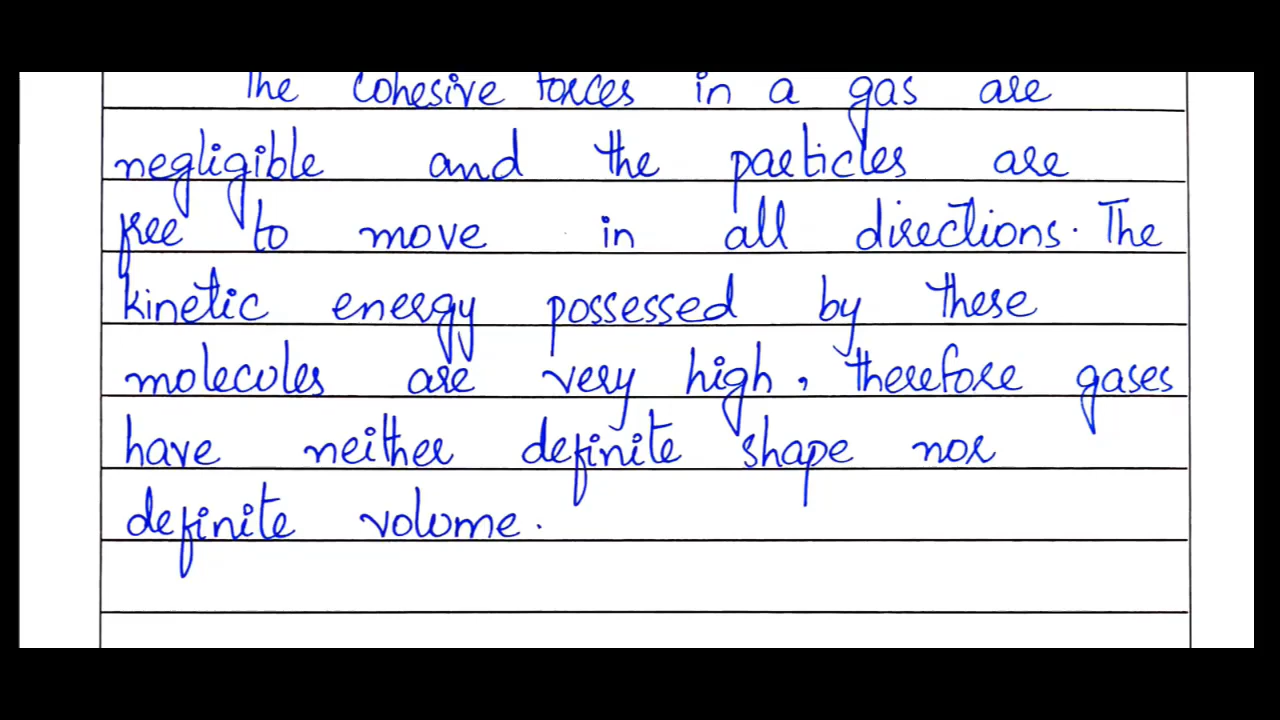 The cohesive forces in a gas are
negligible and the particles are
free to move in all directions. The
kinetic energy possessed by these
molecules are very high, therefore gases
have neither definite shape nor
definite volume.